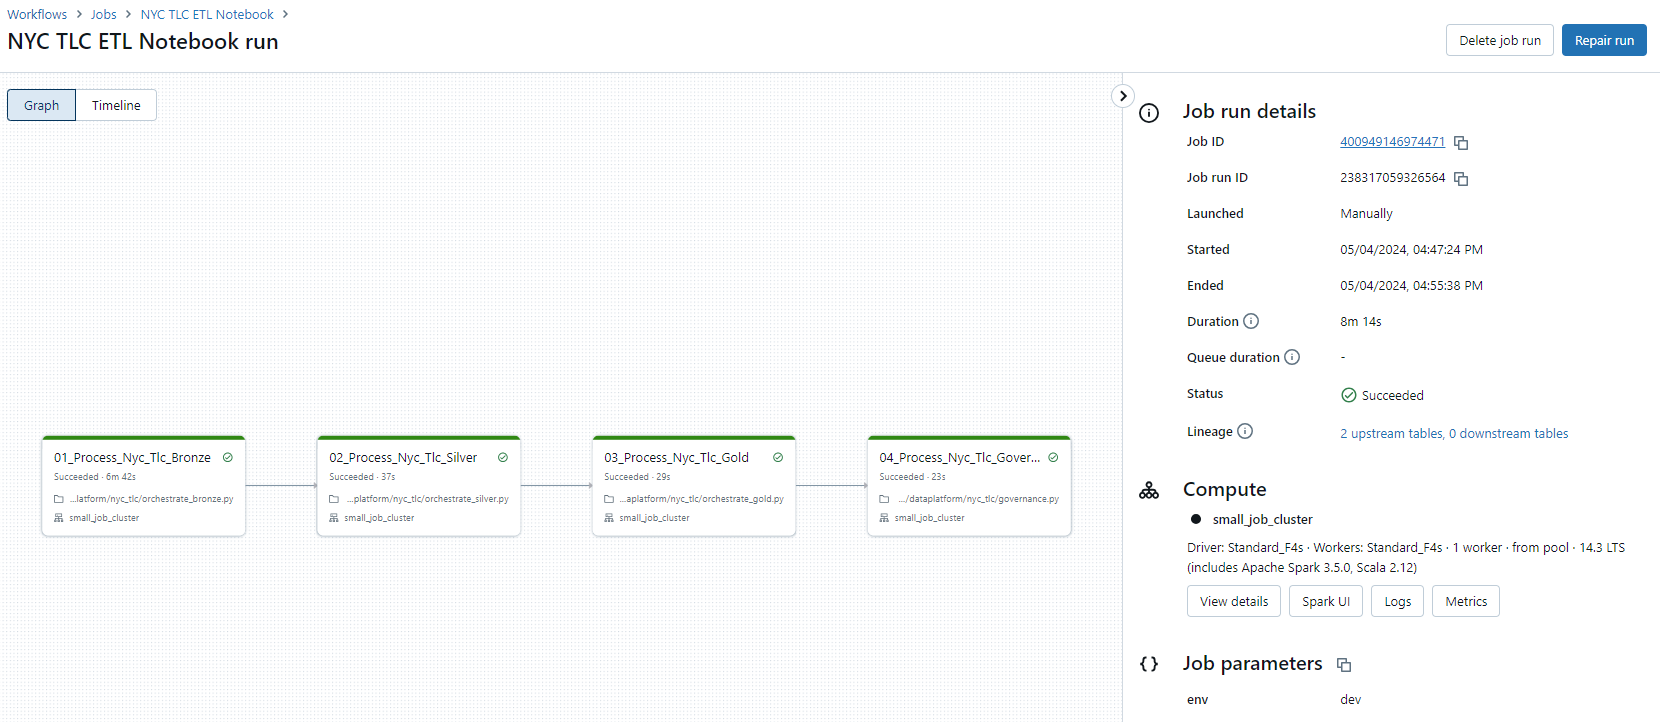 Workflows > Jobs > NYC TLC ETL Notebook >
NYC TLC ETL Notebook run
Delete job run
Repair run
Graph
Timeline
01_Process_Nyc_Tlc_Bronze
Succeeded · 6m 42s
...latform/nyc_tlc/orchestrate_bronze.py
small_job_cluster
02_Process_Nyc_Tlc_Silver
Succeeded · 37s
...platform/nyc_tlc/orchestrate_silver.py
small_job_cluster
03_Process_Nyc_Tlc_Gold
Succeeded · 29s
...aplatform/nyc_tlc/orchestrate_gold.py
small_job_cluster
04_Process_Nyc_Tlc_Gover...
Succeeded · 23s
.../dataplatform/nyc_tlc/governance.py
small_job_cluster
Job run details
Job ID 400949146974471
Job run ID 238317059326564
Launched Manually
Started 05/04/2024, 04:47:24 PM
Ended 05/04/2024, 04:55:38 PM
Duration 8m 14s
Queue duration -
Status Succeeded
Lineage 2 upstream tables, 0 downstream tables
Compute
small_job_cluster
Driver: Standard_F4s · Workers: Standard_F4s · 1 worker · from pool · 14.3 LTS
(includes Apache Spark 3.5.0, Scala 2.12)
View details
Spark UI
Logs
Metrics
Job parameters
env dev